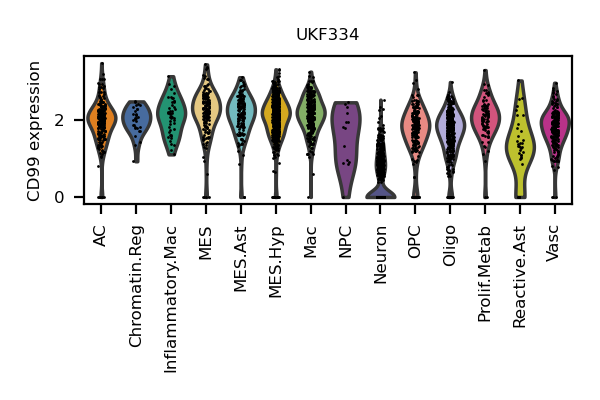 UKF334
CD99 expression
2
0
AC
Chromatin.Reg
Inflammatory.Mac
MES
MES.Ast
MES.Hyp
Mac
NPC
Neuron
OPC
Oligo
Prolif.Metab
Reactive.Ast
Vasc